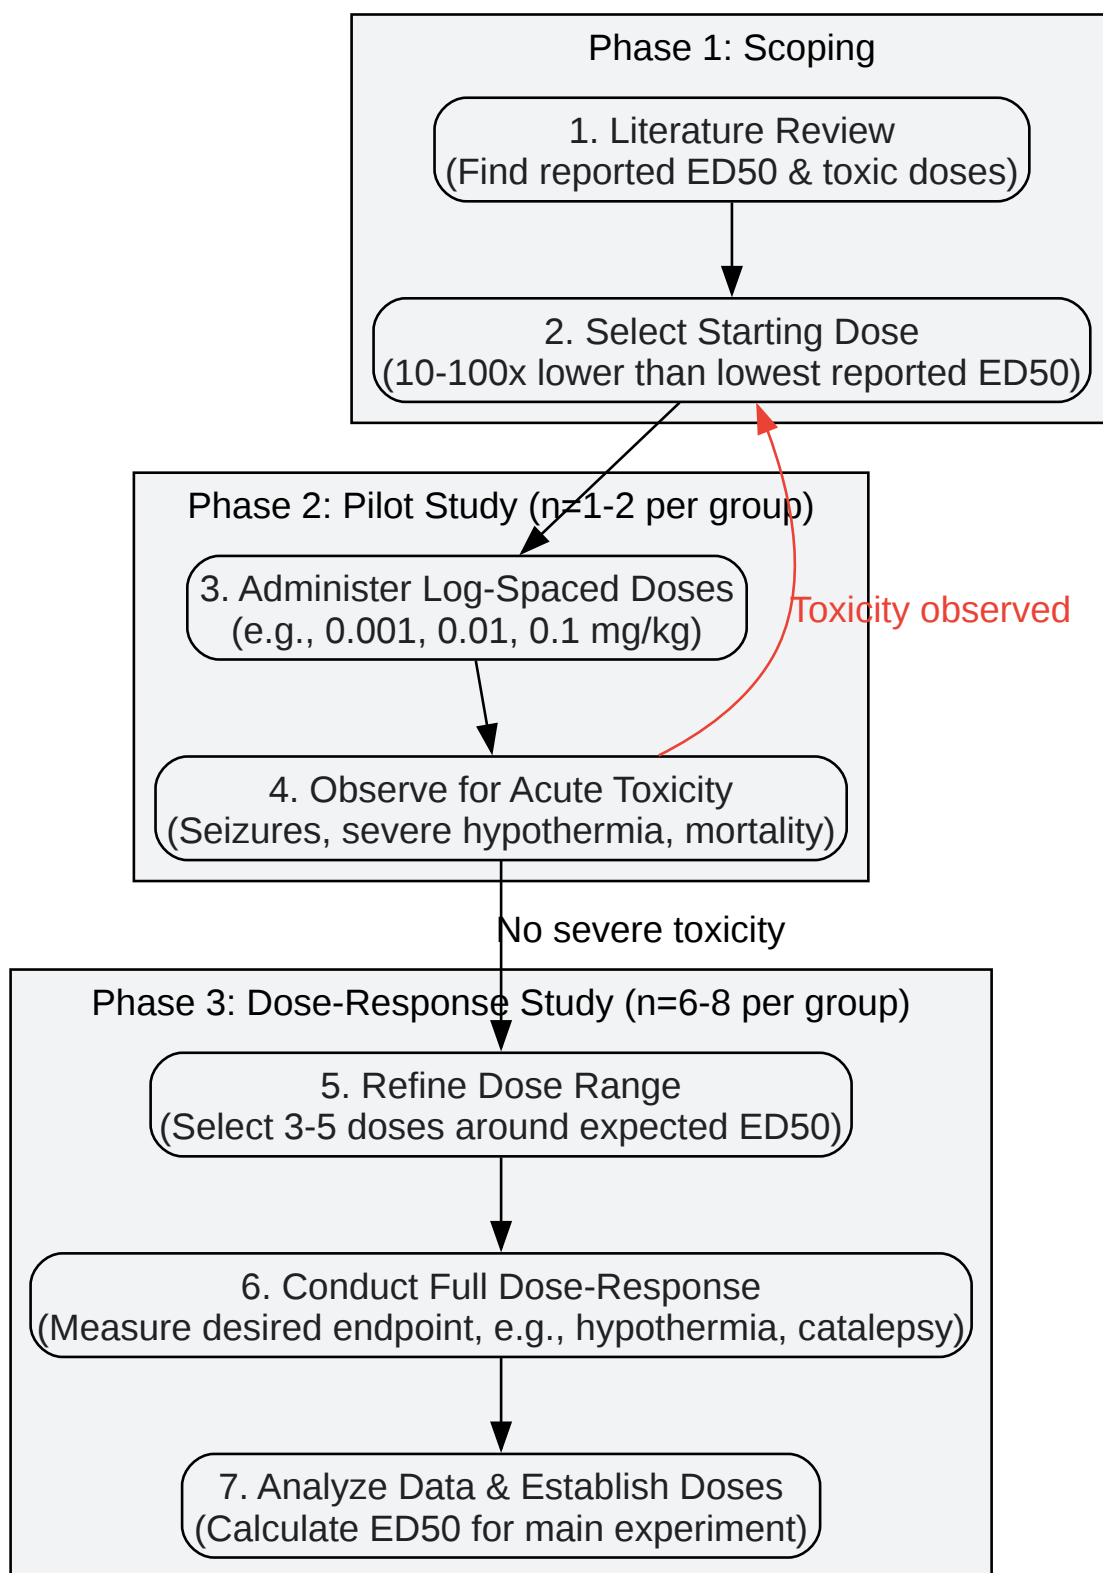 Phase 1: Scoping
1. Literature Review
(Find reported ED50 & toxic doses)
2. Select Starting Dose
(10-100x lower than lowest reported ED50)
Phase 2: Pilot Study (n=1-2 per group)
3. Administer Log-Spaced Doses
(e.g., 0.001, 0.01, 0.1 mg/kg)
Toxicity observed
4. Observe for Acute Toxicity
(Seizures, severe hypothermia, mortality)
No severe toxicity
Phase 3: Dose-Response Study (n=6-8 per group)
5. Refine Dose Range
(Select 3-5 doses around expected ED50)
6. Conduct Full Dose-Response
(Measure desired endpoint, e.g., hypothermia, catalepsy)
7. Analyze Data & Establish Doses
(Calculate ED50 for main experiment)